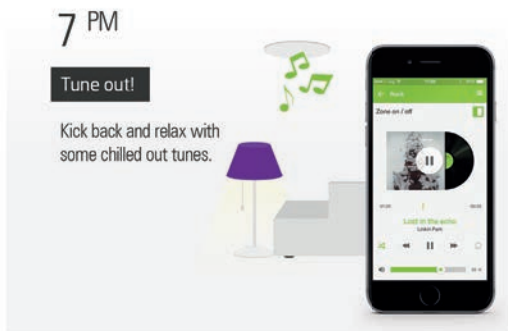 7 PM
Tune out!
Kick back and relax with
some chilled out tunes.
Back
Zone on / off
Lost in the echo
Linkin Park